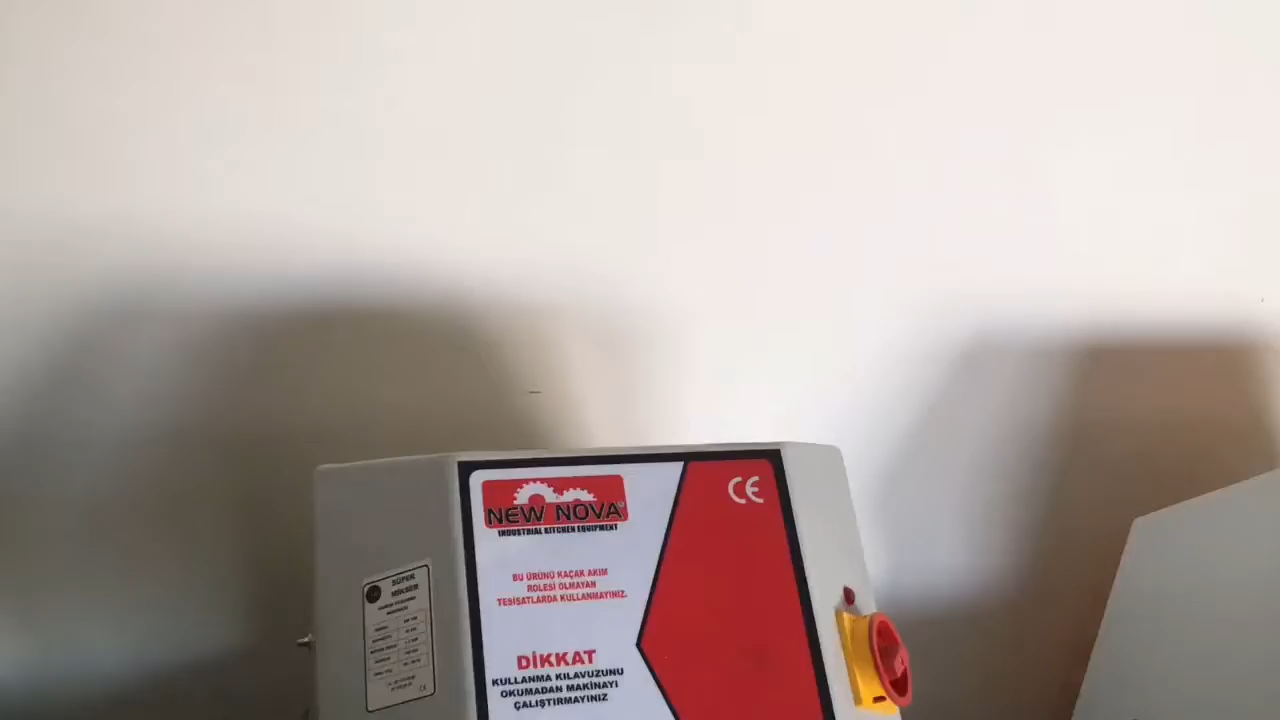 NEW NOVA
INDUSTRIAL KITCHEN EQUIPMENT
CE
BU ÜRÜNÜ KAÇAK AKIM
ROLESİ OLMAYAN
TESİSATLARDA KULLANMAYINIZ.
DİKKAT
KULLANMA KILAVUZUNU
OKUMADAN MAKİNAYI
ÇALIŞTIRMAYINIZ
SÜPER
MİKSER